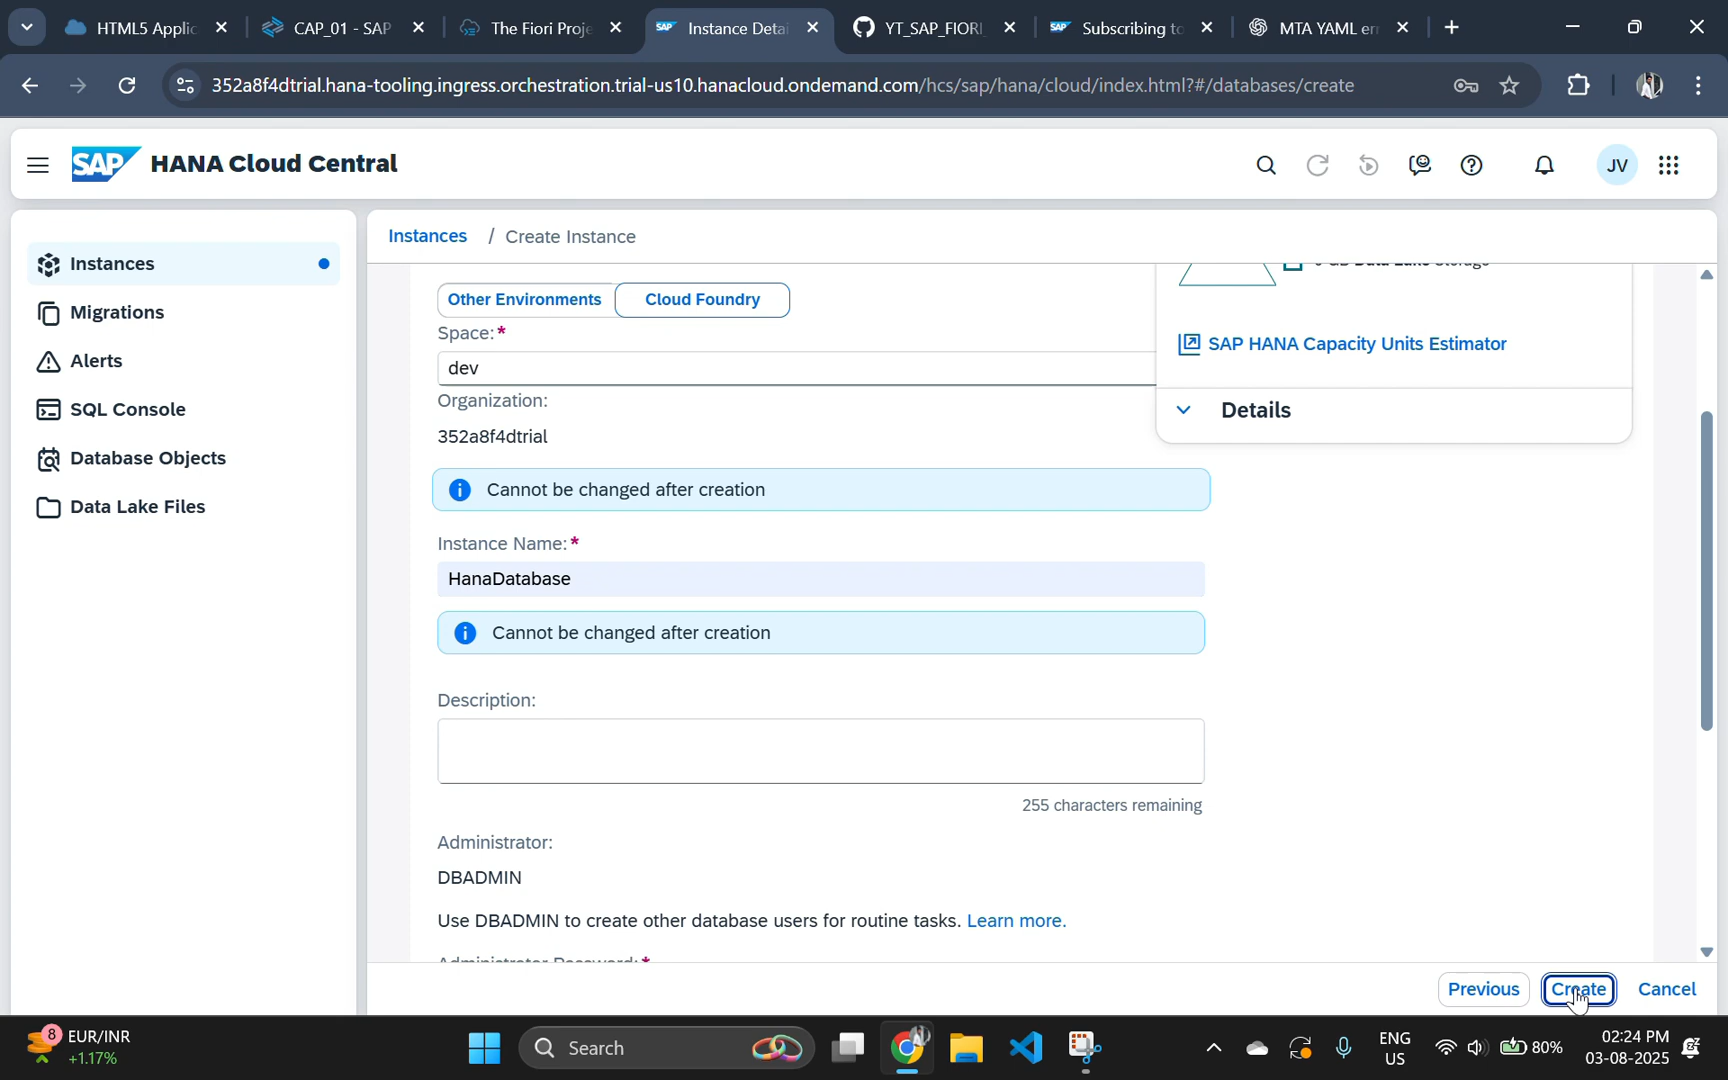 HTML5 Applic
CAP_01 - SAP
The Fiori Proje
Instance Detai
YT_SAP_FIORI_
Subscribing to
MTA YAML er
352a8f4dtrial.hana-tooling.ingress.orchestration.trial-us10.hanacloud.ondemand.com/hcs/sap/hana/cloud/index.html?#/databases/create
SAP HANA Cloud Central
JV
Instances
Migrations
Alerts
SQL Console
Database Objects
Data Lake Files
Instances / Create Instance
Other Environments
Cloud Foundry
Space:*
dev
Organization:
352a8f4dtrial
Cannot be changed after creation
Instance Name:*
HanaDatabase
Cannot be changed after creation
Description:
255 characters remaining
Administrator:
DBADMIN
Use DBADMIN to create other database users for routine tasks. Learn more.
Administrator Password:*
SAP HANA Capacity Units Estimator
Details
Previous
Create
Cancel
8
EUR/INR
+1.17%
Search
ENG
US
80%
02:24 PM
03-08-2025